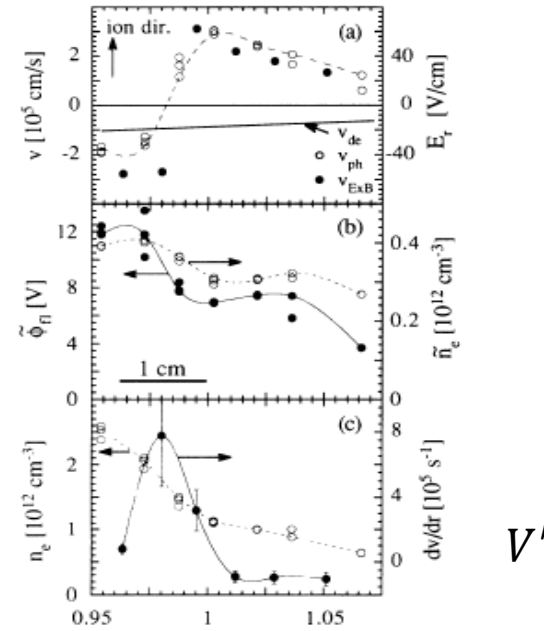 ion dir.
(a)
2
0
-2
v [10⁵ cm/s]
40
0
-40
E_r [V/cm]
v_de
v_ph
v_ExB
(b)
12
8
4
0
φ̃_fl [V]
0.4
0.2
0
ñ_e [10¹² cm⁻³]
1 cm
(c)
2
1
0
n_e [10¹² cm⁻³]
8
4
0
dv/dr [10⁵ s⁻¹]
0.95
1
1.05